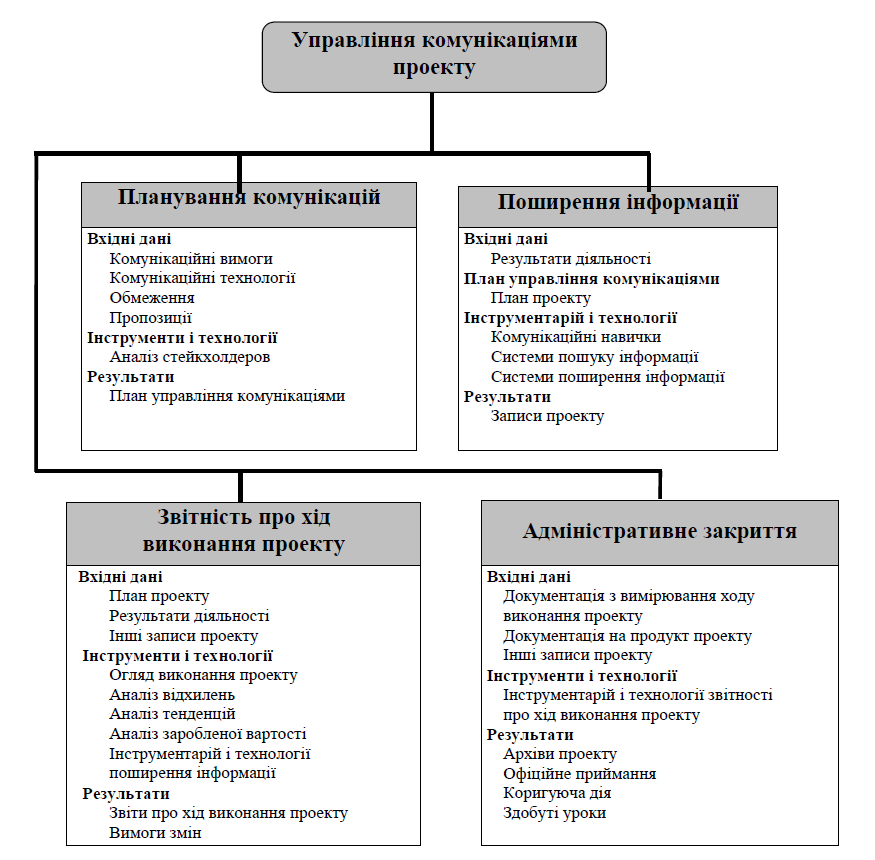 Управління комунікаціями
проекту
Планування комунікацій
Вхідні дані
Комунікаційні вимоги
Комунікаційні технології
Обмеження
Пропозиції
Інструменти і технології
Аналіз стейкхолдеров
Результати
План управління комунікаціями
Поширення інформації
Вхідні дані
Результати діяльності
План управління комунікаціями
План проекту
Інструментарій і технології
Комунікаційні навички
Системи пошуку інформації
Системи поширення інформації
Результати
Записи проекту
Звітність про хід
виконання проекту
Вхідні дані
План проекту
Результати діяльності
Інші записи проекту
Інструменти і технології
Огляд виконання проекту
Аналіз відхилень
Аналіз тенденцій
Аналіз заробленої вартості
Інструментарій і технології
поширення інформації
Результати
Звіти про хід виконання проекту
Вимоги змін
Адміністративне закриття
Вхідні дані
Документація з вимірювання ходу
виконання проекту
Документація на продукт проекту
Інші записи проекту
Інструменти і технології
Інструментарій і технології звітності
про хід виконання проекту
Результати
Архіви проекту
Офіційне приймання
Коригуюча дія
Здобуті уроки